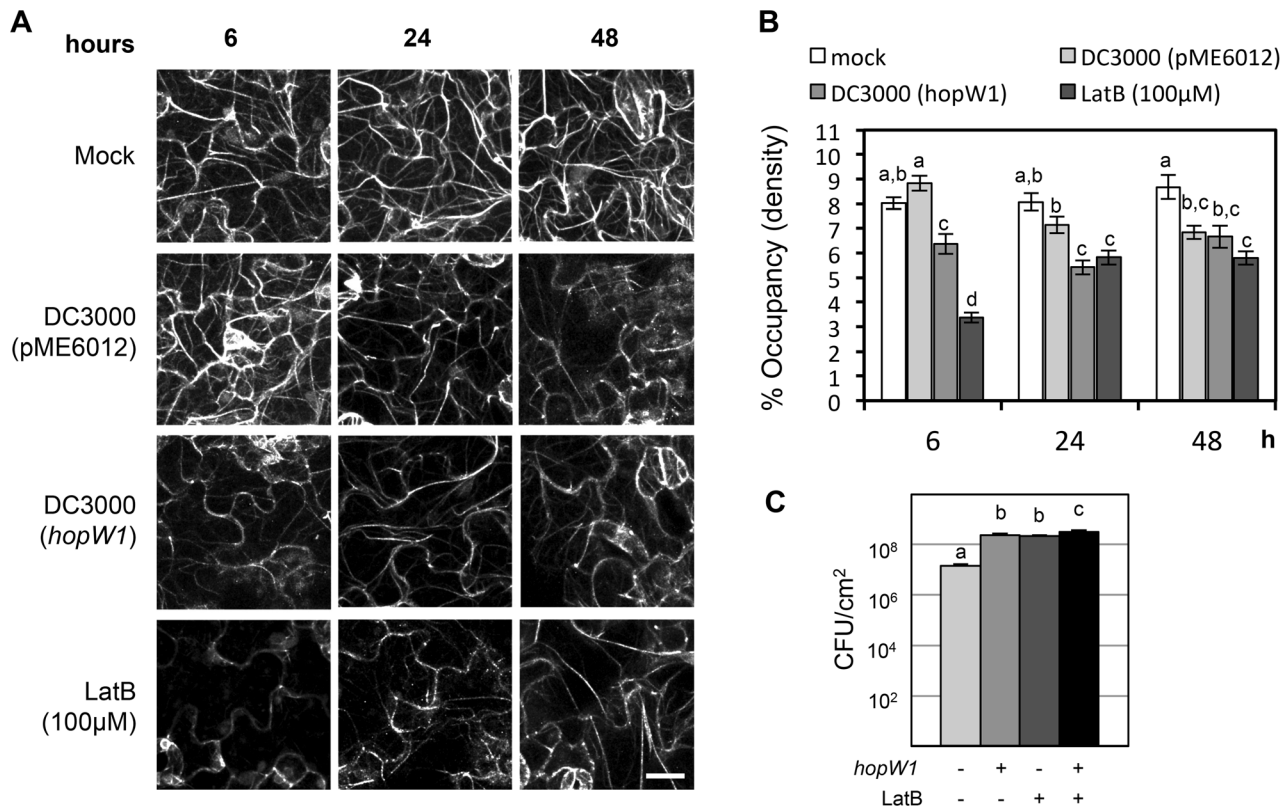 A
hours 6 24 48
Mock
DC3000
(pME6012)
DC3000
(hopW1)
LatB
(100µM)
B
mock DC3000 (pME6012)
DC3000 (hopW1) LatB (100µM)
% Occupancy (density)
11
10
9
8
7
6
5
4
3
2
1
0
a,b a c d a,b b c c a b,c b,c c
6 24 48 h
C
CFU/cm²
10⁸
10⁶
10⁴
10²
a b b c
hopW1 - + - +
LatB - - + +